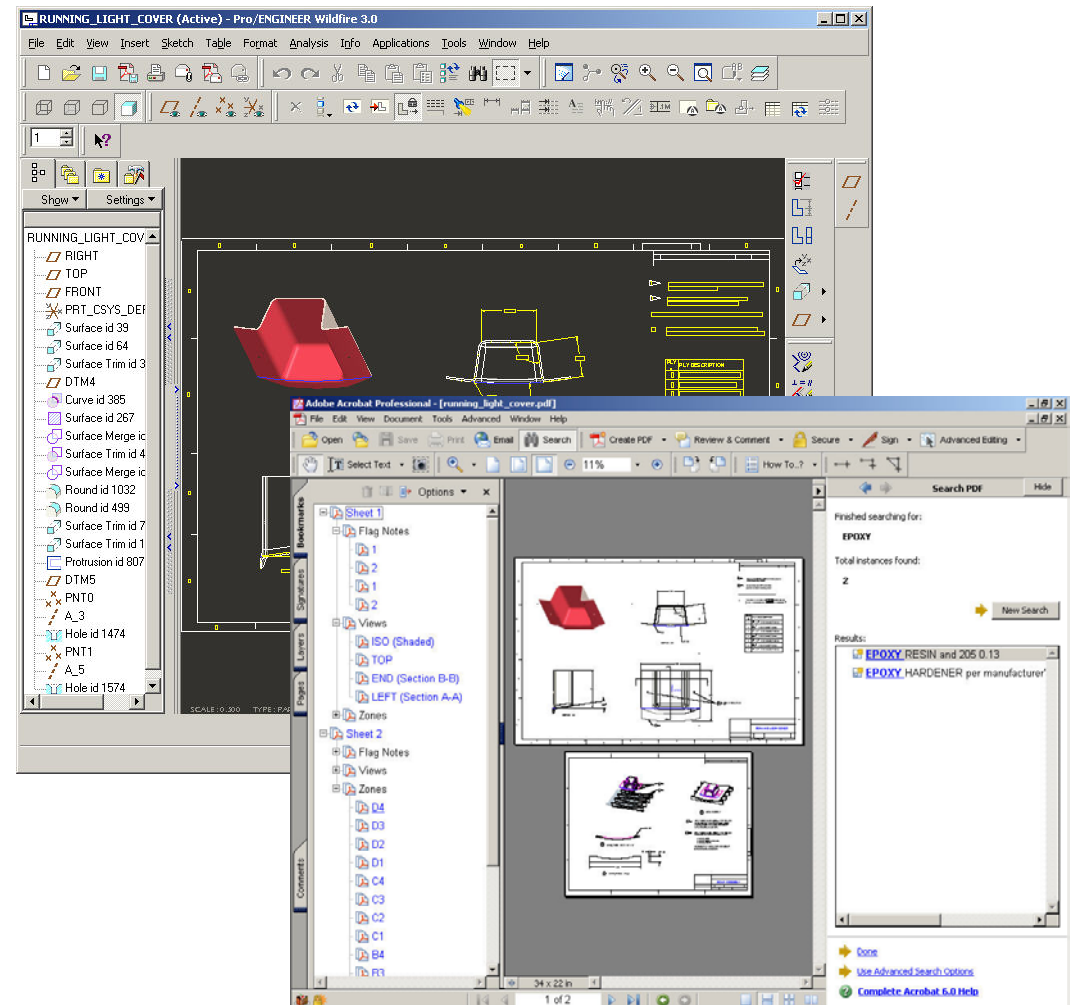 RUNNING_LIGHT_COVER (Active) - Pro/ENGINEER Wildfire 3.0
File Edit View Insert Sketch Table Format Analysis Info Applications Tools Window Help
1
Show Settings
RUNNING_LIGHT_COV
RIGHT
TOP
FRONT
PRT_CSYS_DEF
Surface id 39
Surface id 64
Surface Trim id 3
DTM4
Curve id 385
Surface id 267
Surface Merge id
Surface Trim id 4
Surface Merge id
Round id 1032
Round id 499
Surface Trim id 7
Surface Trim id 1
Protrusion id 807
DTM5
PNT0
A_3
Hole id 1474
PNT1
A_5
Hole id 1574
PLY PLY DESCRIPTION
SCALE : 0.500 TYPE : PAR
Adobe Acrobat Professional - [running_light_cover.pdf]
File Edit View Document Tools Advanced Window Help
Open Save Print Email Search Create PDF Review & Comment Secure Sign Advanced Editing
Select Text 11% How To..?
Options
Bookmarks
Signatures
Layers
Pages
Comments
Sheet 1
Flag Notes
1
2
1
2
Views
ISO (Shaded)
TOP
END (Section B-B)
LEFT (Section A-A)
Zones
Sheet 2
Flag Notes
Views
Zones
D4
D3
D2
D1
C4
C3
C2
C1
B4
B3
34 x 22 in
1 of 2
Search PDF Hide
Finished searching for:
EPOXY
Total instances found:
2
New Search
Results:
EPOXY RESIN and 205 0.13
EPOXY HARDENER per manufacturer'
Done
Use Advanced Search Options
Complete Acrobat 6.0 Help